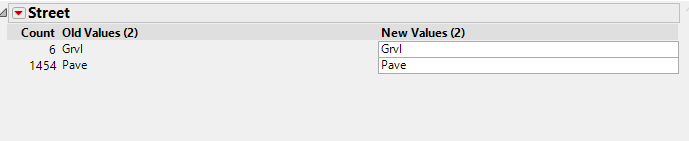 Street
Count Old Values (2) New Values (2)
6 Grvl Grvl
1454 Pave Pave